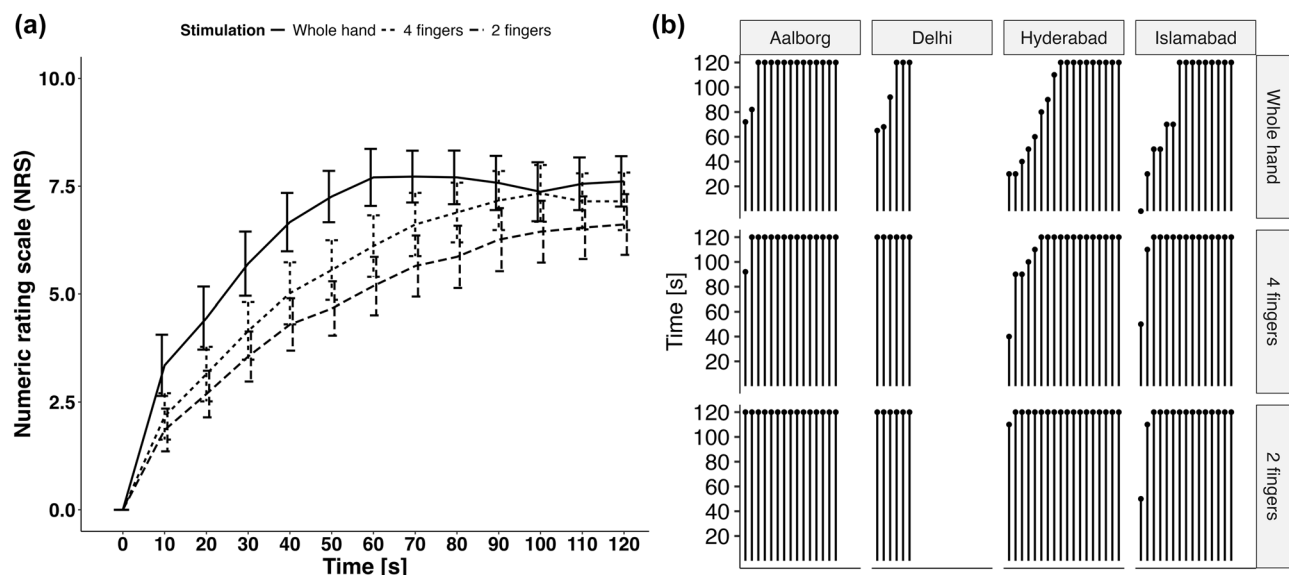 (a)
Stimulation Whole hand 4 fingers 2 fingers
Numeric rating scale (NRS)
10.0
7.5
5.0
2.5
0.0
0 10 20 30 40 50 60 70 80 90 100 110 120
Time [s]
(b)
Aalborg Delhi Hyderabad Islamabad
Time [s]
120
100
80
60
40
20
Whole hand
120
100
80
60
40
20
4 fingers
120
100
80
60
40
20
2 fingers